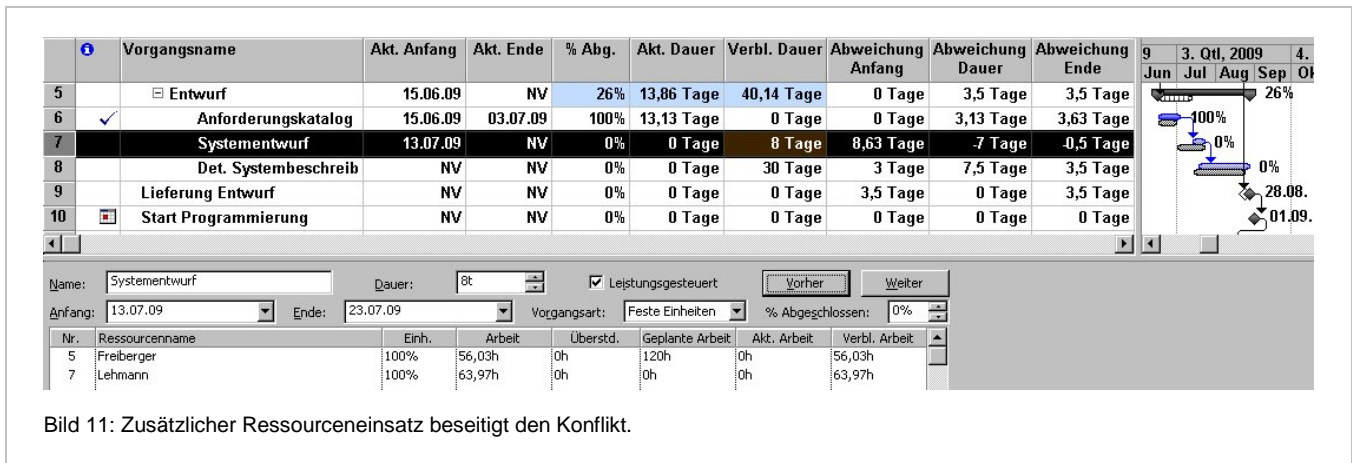 Vorgangsname Akt. Anfang Akt. Ende % Abg. Akt. Dauer Verbl. Dauer Abweichung Anfang Abweichung Dauer Abweichung Ende 9 3. Qtl, 2009 4.
Jun Jul Aug Sep
5 Entwurf 15.06.09 NV 26% 13,86 Tage 40,14 Tage 0 Tage 3,5 Tage 3,5 Tage 26%
6 Anforderungskatalog 15.06.09 03.07.09 100% 13,13 Tage 0 Tage 0 Tage 3,13 Tage 3,63 Tage 100%
7 Systementwurf 13.07.09 NV 0% 0 Tage 8 Tage 8,63 Tage -7 Tage -0,5 Tage 0%
8 Det. Systembeschreib NV NV 0% 0 Tage 30 Tage 3 Tage 7,5 Tage 3,5 Tage 0%
9 Lieferung Entwurf NV NV 0% 0 Tage 0 Tage 3,5 Tage 0 Tage 3,5 Tage 28.08.
10 Start Programmierung NV NV 0% 0 Tage 0 Tage 0 Tage 0 Tage 0 Tage 01.09.
Name: Systementwurf Dauer: 8t Leistungsgesteuert Vorher Weiter
Anfang: 13.07.09 Ende: 23.07.09 Vorgangsart: Feste Einheiten % Abgeschlossen: 0%
Nr. Ressourcenname Einh. Arbeit Überstd. Geplante Arbeit Akt. Arbeit Verbl. Arbeit
5 Freiberger 100% 56,03h 0h 120h 0h 56,03h
7 Lehmann 100% 63,97h 0h 0h 0h 63,97h
Bild 11: Zusätzlicher Ressourceneinsatz beseitigt den Konflikt.